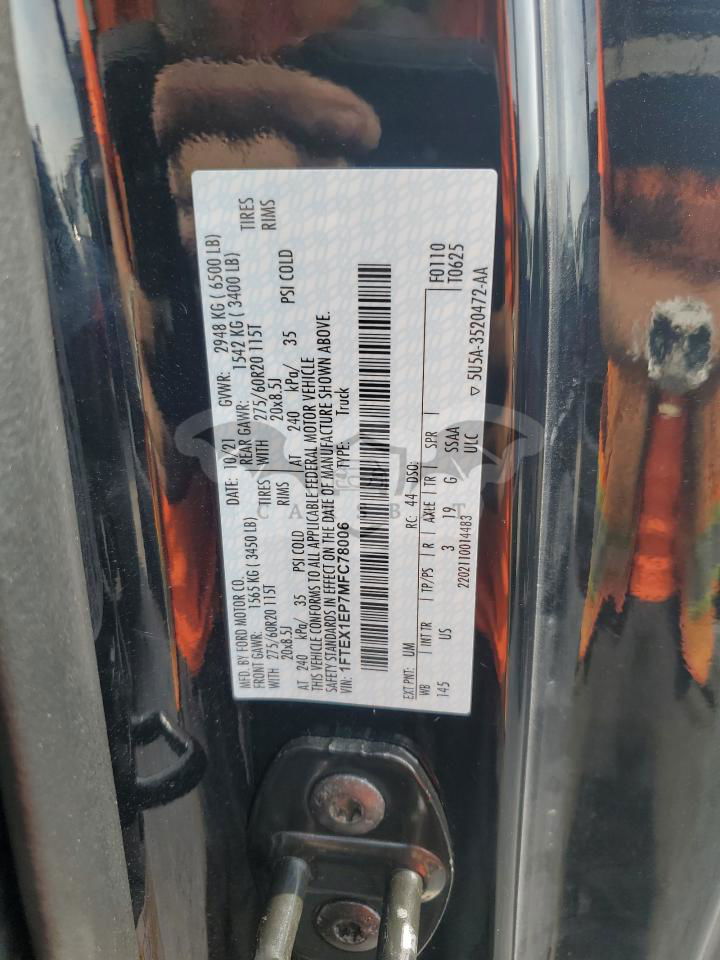 MFD. BY FORD MOTOR CO. DATE: 10/21 GVWR: 2948 KG ( 6500 LB)
FRONT GAWR: 1565 KG ( 3450 LB) REAR GAWR: 1542 KG ( 3400 LB)
WITH 275/60R20 115T TIRES WITH 275/60R20 115T TIRES
20x8.5J RIMS 20x8.5J RIMS
AT 240 kPa/ 35 PSI COLD AT 240 kPa/ 35 PSI COLD
THIS VEHICLE CONFORMS TO ALL APPLICABLE FEDERAL MOTOR VEHICLE
SAFETY STANDARDS IN EFFECT ON THE DATE OF MANUFACTURE SHOWN ABOVE.
VIN: 1FTEX1EP7MFC78006 TYPE: Truck
EXT PNT: UM RC: 44 DSO: F0110
T0625
WB INT TR TP/PS R AXLE TR SPR
145 US 3 19 G SSAA
2202110014483 ULC
▽ 5U5A-3520472-AA